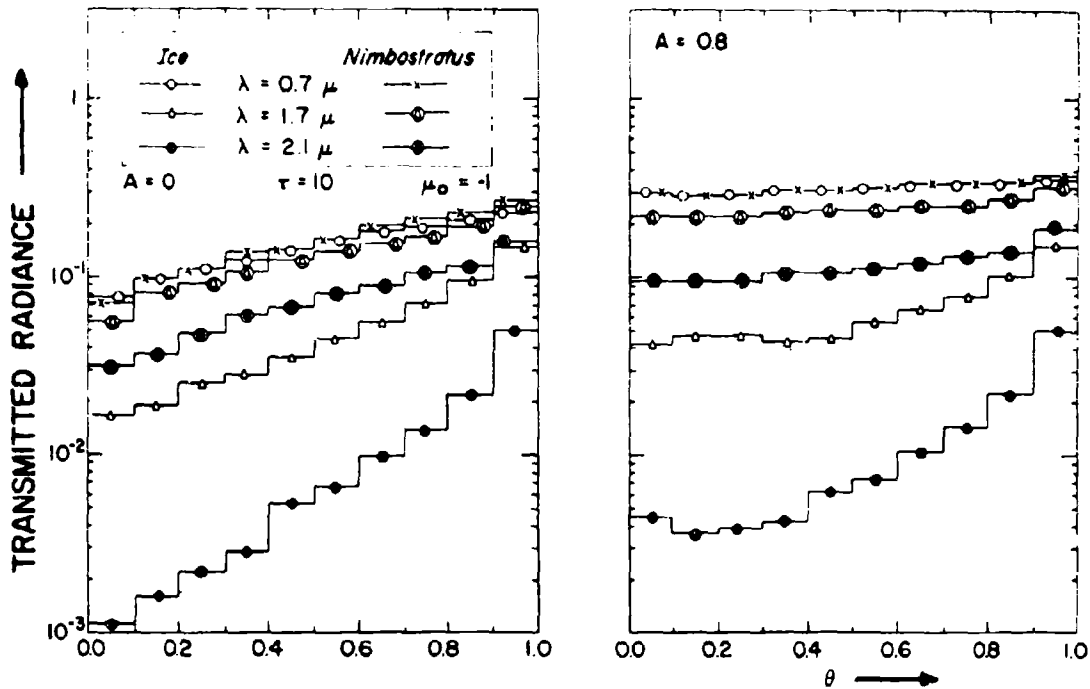 TRANSMITTED RADIANCE
Ice Nimbostratus
λ = 0.7 μ
λ = 1.7 μ
λ = 2.1 μ
A = 0 τ = 10 μ₀ = -1
A = 0.8
1
10⁻¹
10⁻²
10⁻³
0.0 0.2 0.4 0.6 0.8 1.0
0.0 0.2 0.4 0.6 0.8 1.0
θ